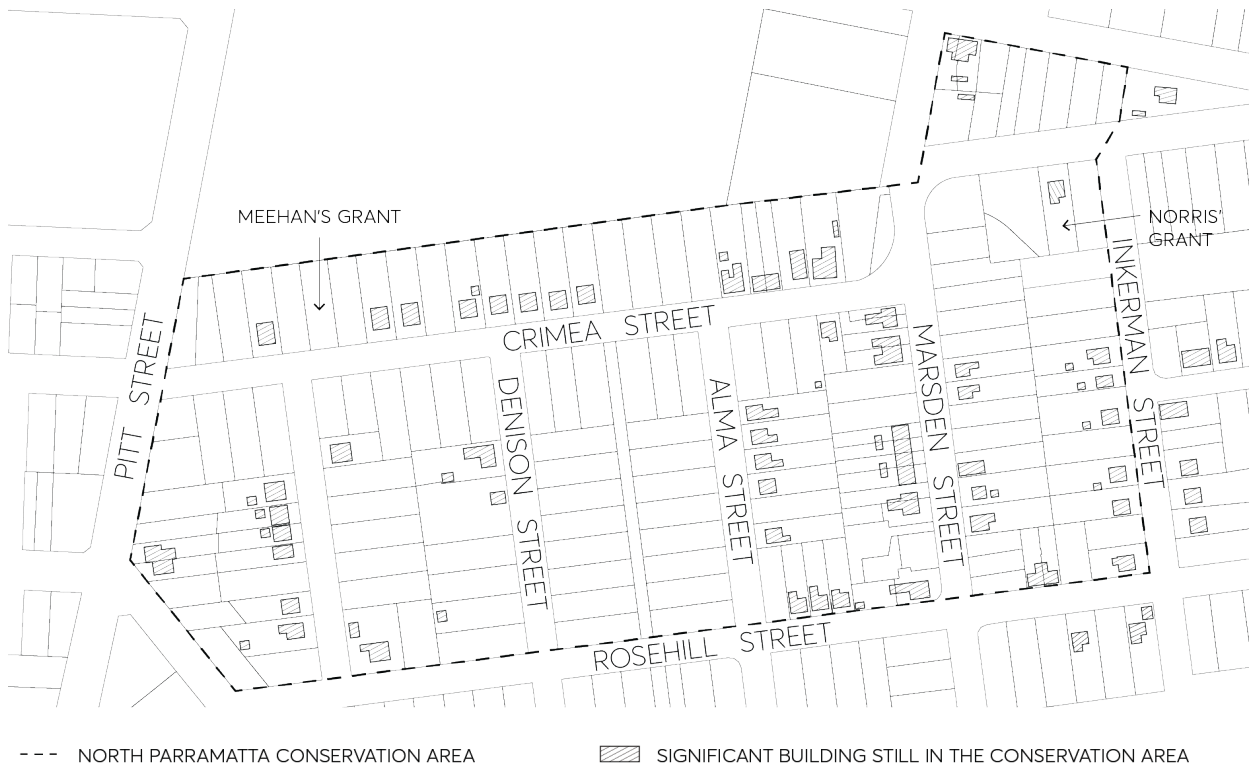 MEEHAN'S GRANT
NORRIS'
GRANT
INKERMAN STREET
CRIMEA STREET
PITT STREET
DENISON STREET
ALMA STREET
MARSDEN STREET
ROSEHILL STREET
NORTH PARRAMATTA CONSERVATION AREA
SIGNIFICANT BUILDING STILL IN THE CONSERVATION AREA